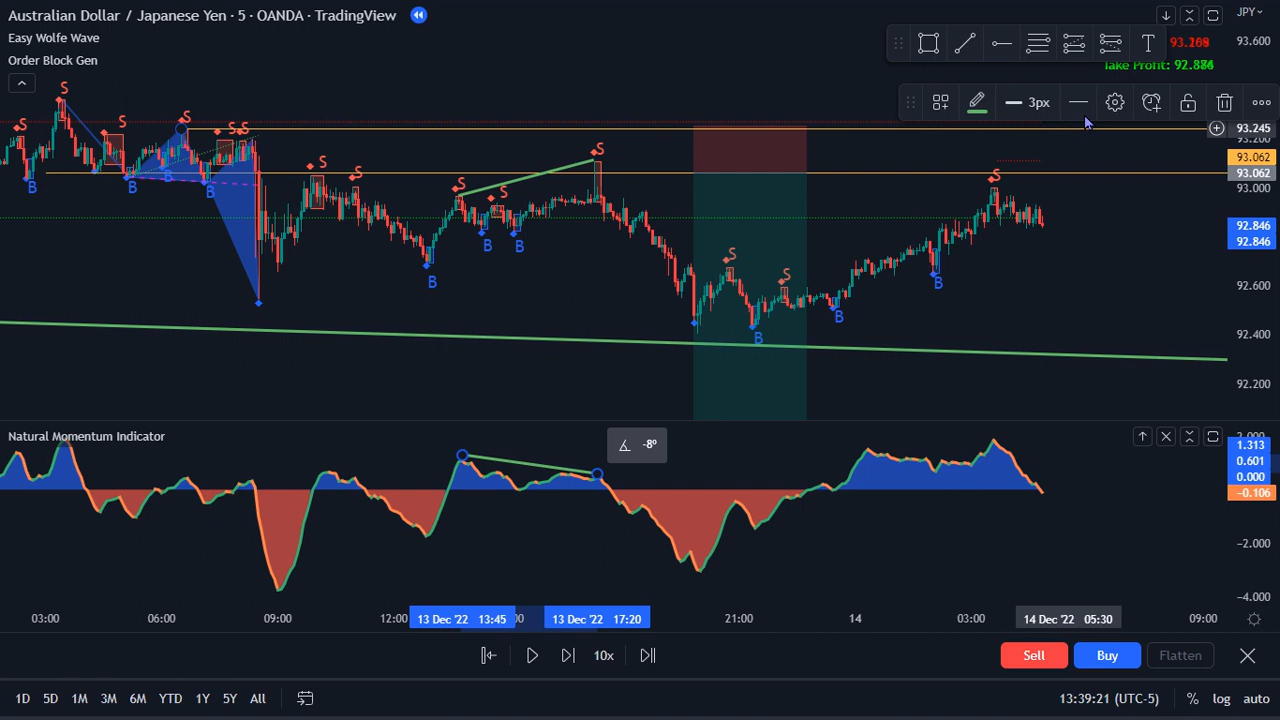 Australian Dollar / Japanese Yen · 5 · OANDA · TradingView
JPY
Easy Wolfe Wave
93.600
Order Block Gen
Take Profit:
3px
S
S
S
S
S
S
S
S
S
S
S
S
S
S
B
B
B
B
B
B
B
B
B
B
93.245
93.200
93.062
93.062
93.000
92.846
92.846
92.600
92.400
92.200
Natural Momentum Indicator
-8º
2.000
1.313
0.601
0.000
−0.106
−2.000
−4.000
03:00
06:00
09:00
12:00
13 Dec '22 13:45
13 Dec '22 17:20
21:00
14
03:00
14 Dec '22 05:30
09:00
10x
Sell
Buy
Flatten
1D
5D
1M
3M
6M
YTD
1Y
5Y
All
13:39:21 (UTC-5)
%
log
auto